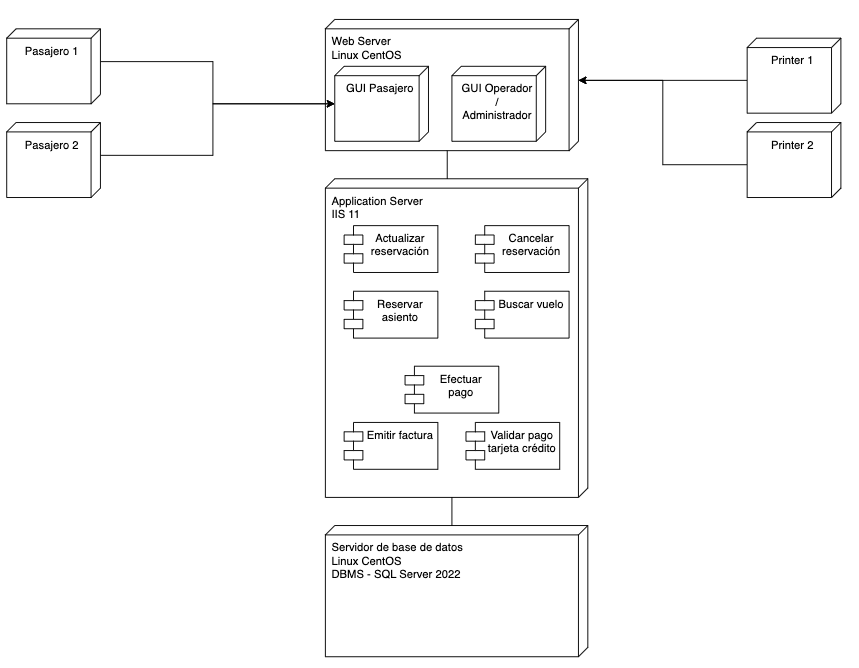 Pasajero 1
Pasajero 2
Web Server
Linux CentOS
GUI Pasajero
GUI Operador
/
Administrador
Printer 1
Printer 2
Application Server
IIS 11
Actualizar
reservación
Cancelar
reservación
Reservar
asiento
Buscar vuelo
Efectuar
pago
Emitir factura
Validar pago
tarjeta crédito
Servidor de base de datos
Linux CentOS
DBMS - SQL Server 2022